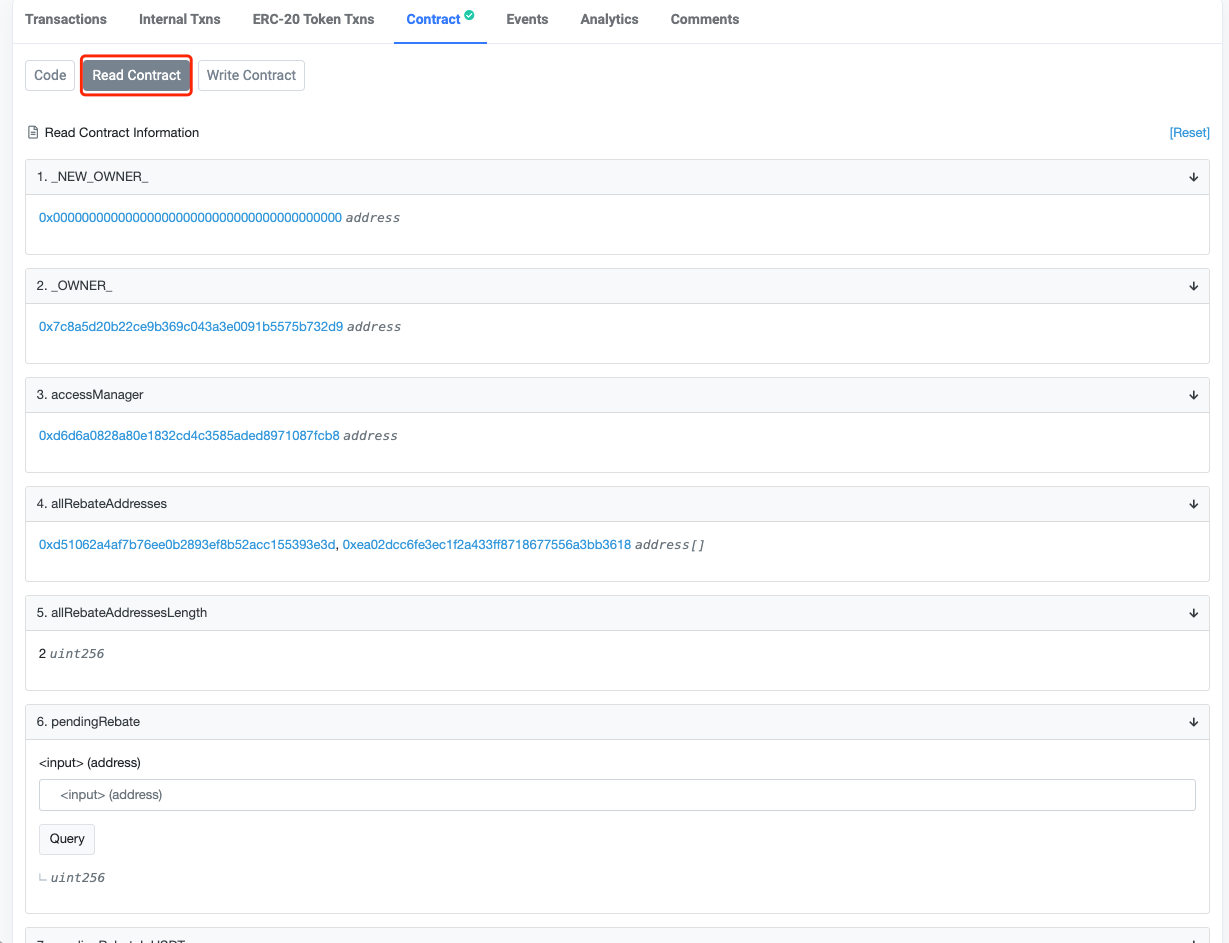 Transactions Internal Txns ERC-20 Token Txns Contract Events Analytics Comments
Code Read Contract Write Contract
Read Contract Information [Reset]
1. _NEW_OWNER_
0x0000000000000000000000000000000000000000 address
2. _OWNER_
0x7c8a5d20b22ce9b369c043a3e0091b5575b732d9 address
3. accessManager
0xd6d6a0828a80e1832cd4c3585aded8971087fcb8 address
4. allRebateAddresses
0xd51062a4af7b76ee0b2893ef8b52acc155393e3d, 0xea02dcc6fe3ec1f2a433ff8718677556a3bb3618 address[]
5. allRebateAddressesLength
2 uint256
6. pendingRebate
<input> (address)
<input> (address)
Query
uint256